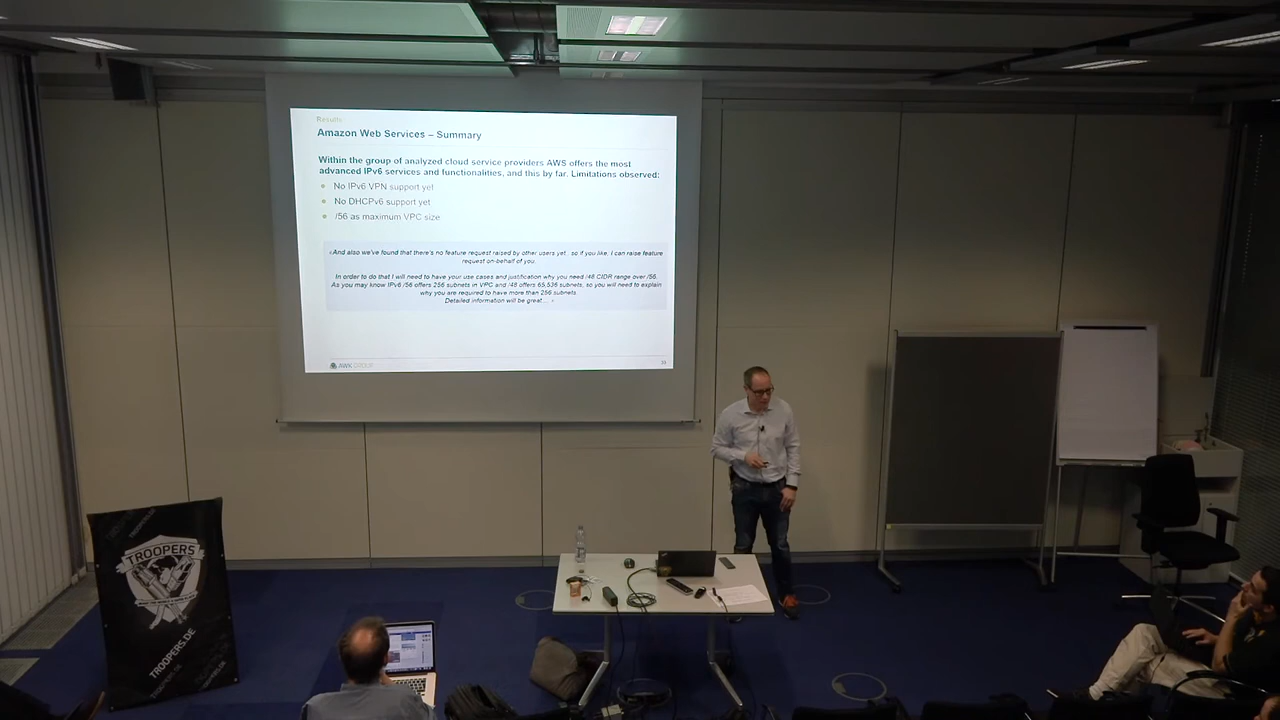 Results
Amazon Web Services – Summary
Within the group of analyzed cloud service providers AWS offers the most
advanced IPv6 services and functionalities, and this by far. Limitations observed:
No IPv6 VPN support yet
No DHCPv6 support yet
/56 as maximum VPC size
«And also we've found that there's no feature request raised by other users yet.. so if you like, I can raise feature
request on-behalf of you.
In order to do that I will need to have your use cases and justification why you need /48 CIDR range over /56.
As you may know IPv6 /56 offers 256 subnets in VPC and /48 offers 65,536 subnets, so you will need to explain
why you are required to have more than 256 subnets.
Detailed information will be great ... »
AWK GROUP
TROOPERS
TROOPERS.DE